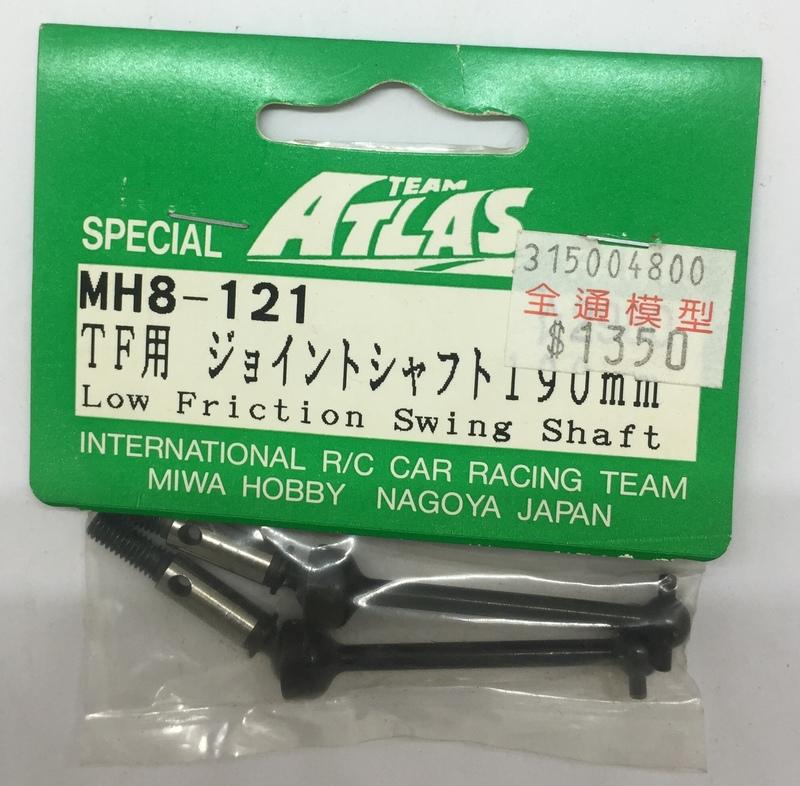 TEAM
ATLAS
SPECIAL
315004800
全通模型
$1350
MH8-121
TF用 ジョイントシャフト190mm
Low Friction Swing Shaft
INTERNATIONAL R/C CAR RACING TEAM
MIWA HOBBY NAGOYA JAPAN